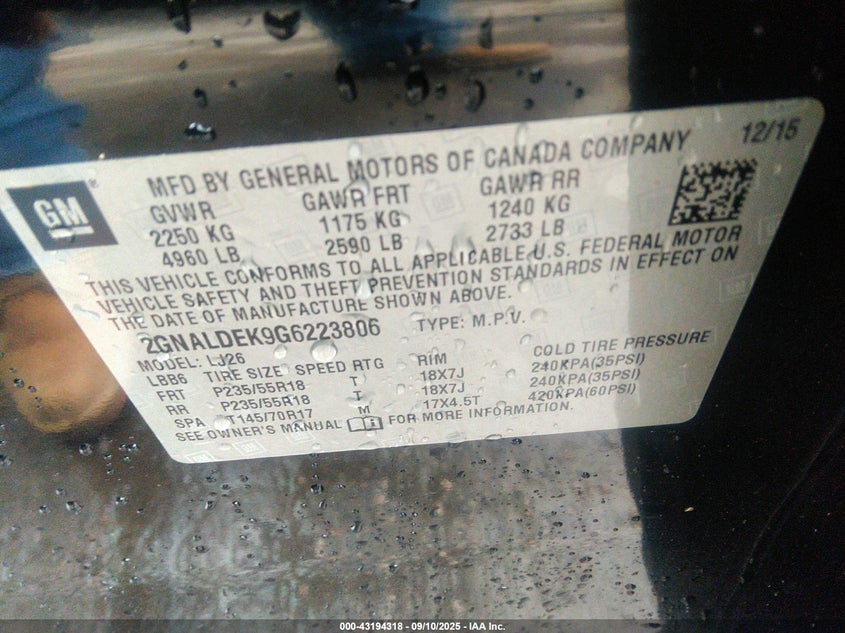 12/15
MFD BY GENERAL MOTORS OF CANADA COMPANY
GM®
GVWR GAWR FRT GAWR RR
2250 KG 1175 KG 1240 KG
4960 LB 2590 LB 2733 LB
THIS VEHICLE CONFORMS TO ALL APPLICABLE U.S. FEDERAL MOTOR
VEHICLE SAFETY AND THEFT PREVENTION STANDARDS IN EFFECT ON
THE DATE OF MANUFACTURE SHOWN ABOVE.
2GNALDEK9G6223806 TYPE: M.P.V.
MODEL: LJ26
LBB6 TIRE SIZE SPEED RTG RIM COLD TIRE PRESSURE
FRT P235/55R18 T 18X7J 240KPA(35PSI)
RR P235/55R18 T 18X7J 240KPA(35PSI)
SPA T145/70R17 M 17X4.5T 420KPA(60PSI)
SEE OWNER'S MANUAL FOR MORE INFORMATION.
000-43194318 - 09/10/2025 - IAA Inc.